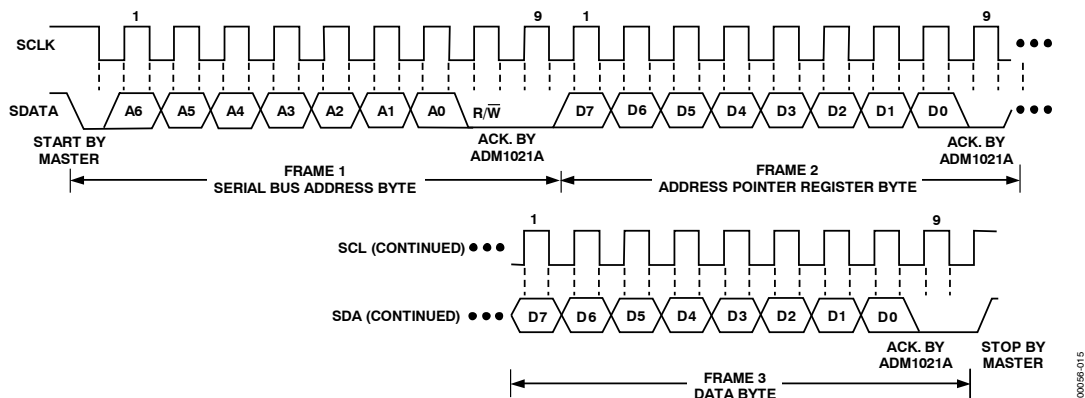 1 9 1 9
SCLK
SDATA A6 A5 A4 A3 A2 A1 A0 R/W̅ D7 D6 D5 D4 D3 D2 D1 D0
START BY
MASTER
ACK. BY
ADM1021A
ACK. BY
ADM1021A
FRAME 1
SERIAL BUS ADDRESS BYTE
FRAME 2
ADDRESS POINTER REGISTER BYTE
1 9
SCL (CONTINUED)
SDA (CONTINUED) D7 D6 D5 D4 D3 D2 D1 D0
ACK. BY
ADM1021A
STOP BY
MASTER
FRAME 3
DATA BYTE
00056-015